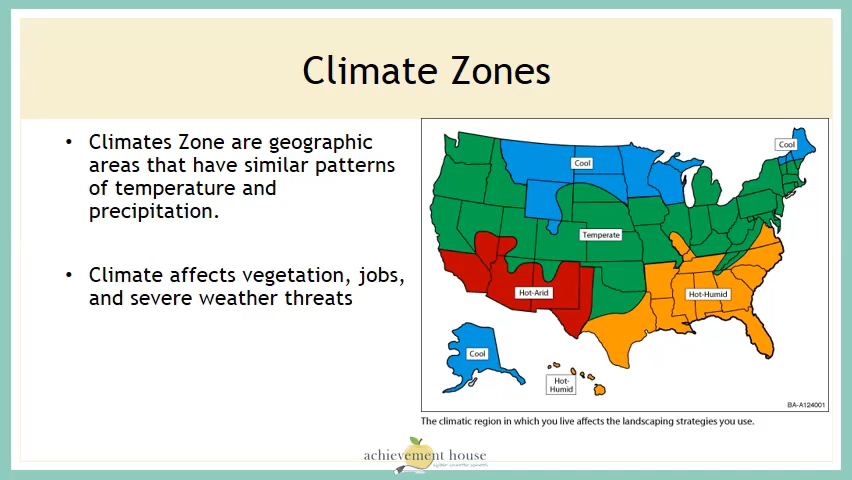 Climate Zones
• Climates Zone are geographic
areas that have similar patterns
of temperature and
precipitation.
• Climate affects vegetation, jobs,
and severe weather threats
Cool
Cool
Temperate
Hot-Arid
Hot-Humid
Cool
Hot-
Humid
BA-A124001
The climatic region in which you live affects the landscaping strategies you use.
achievement house